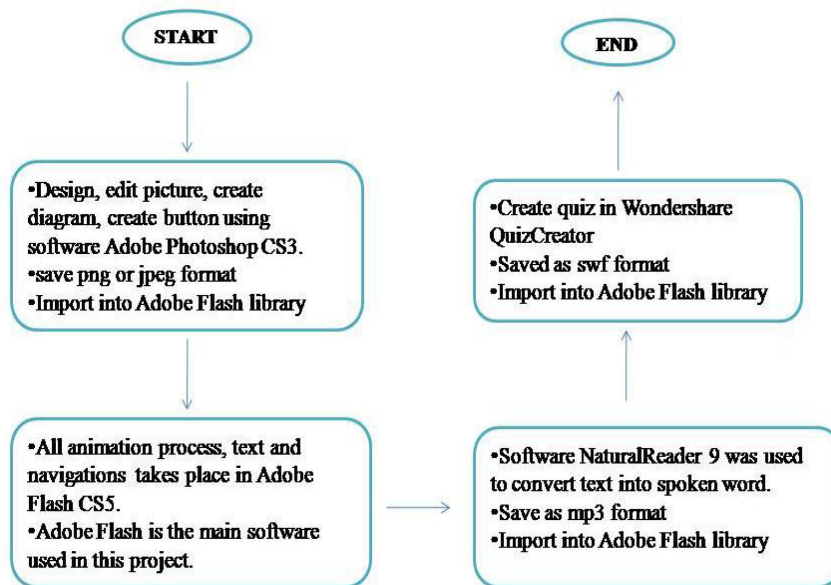 START
•Design, edit picture, create
diagram, create button using
software Adobe Photoshop CS3.
•save png or jpeg format
•Import into Adobe Flash library
•All animation process, text and
navigations takes place in Adobe
Flash CS5.
•Adobe Flash is the main software
used in this project.
•Software NaturalReader 9 was used
to convert text into spoken word.
•Save as mp3 format
•Import into Adobe Flash library
•Create quiz in Wondershare
QuizCreator
•Saved as swf format
•Import into Adobe Flash library
END